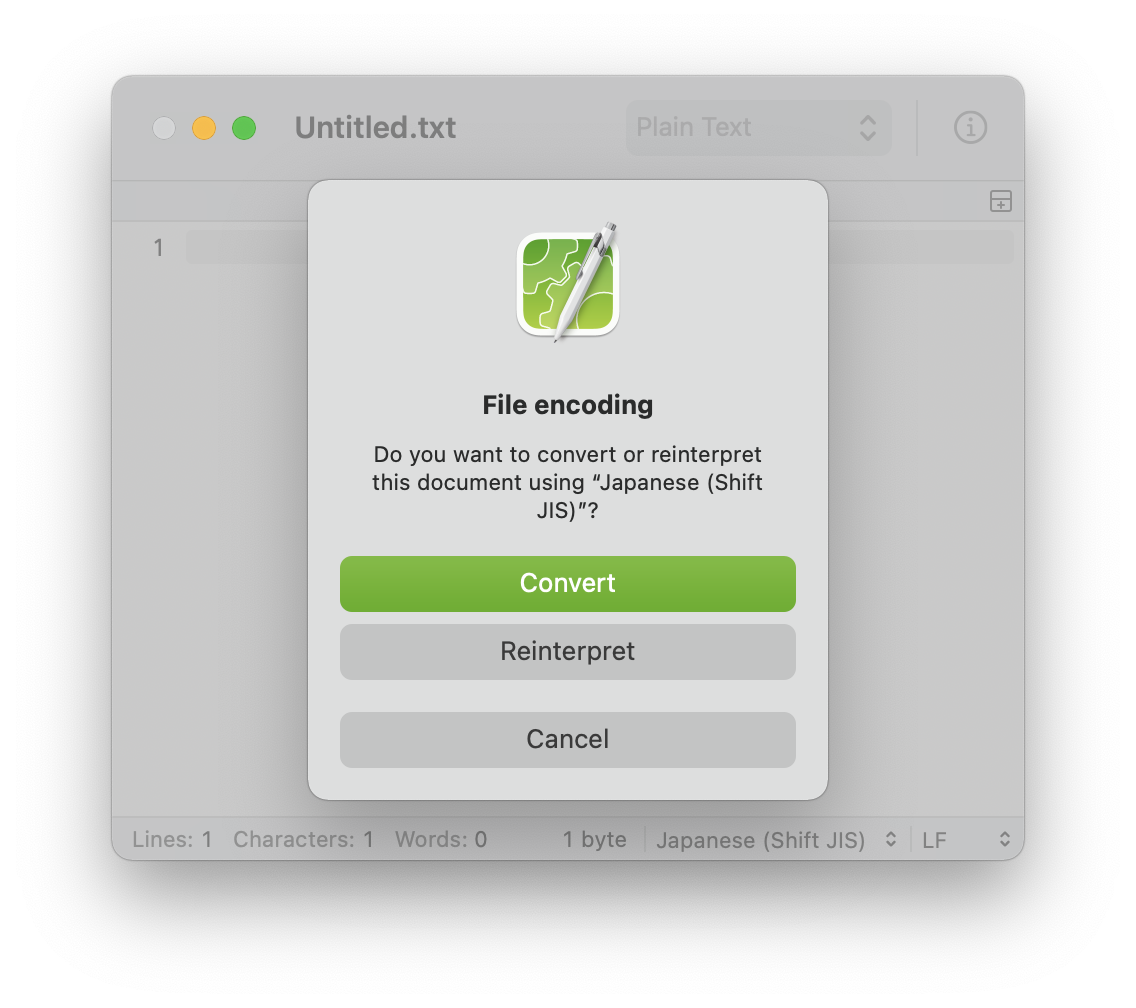 Untitled.txt
Plain Text
1
File encoding
Do you want to convert or reinterpret
this document using “Japanese (Shift
JIS)”?
Convert
Reinterpret
Cancel
Lines: 1 Characters: 1 Words: 0 1 byte Japanese (Shift JIS) LF